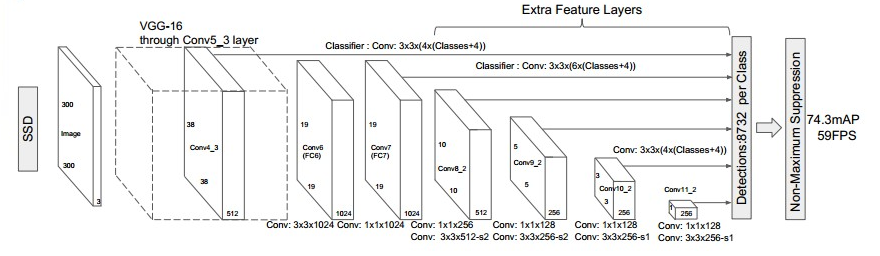 Extra Feature Layers
VGG-16
through Conv5_3 layer
Classifier : Conv: 3x3x(4x(Classes+4))
Classifier : Conv: 3x3x(6x(Classes+4))
Conv: 3x3x(4x(Classes+4))
SSD
300
Image
300
3
38
Conv4_3
38
512
19
Conv6
(FC6)
19
1024
19
Conv7
(FC7)
19
1024
10
Conv8_2
10
512
5
Conv9_2
5
256
3
Conv10_2
3
256
Conv11_2
1
256
Conv: 3x3x1024
Conv: 1x1x1024
Conv: 1x1x256
Conv: 3x3x512-s2
Conv: 1x1x128
Conv: 3x3x256-s2
Conv: 1x1x128
Conv: 3x3x256-s1
Conv: 1x1x128
Conv: 3x3x256-s1
Detections:8732 per Class
Non-Maximum Suppression
74.3mAP
59FPS